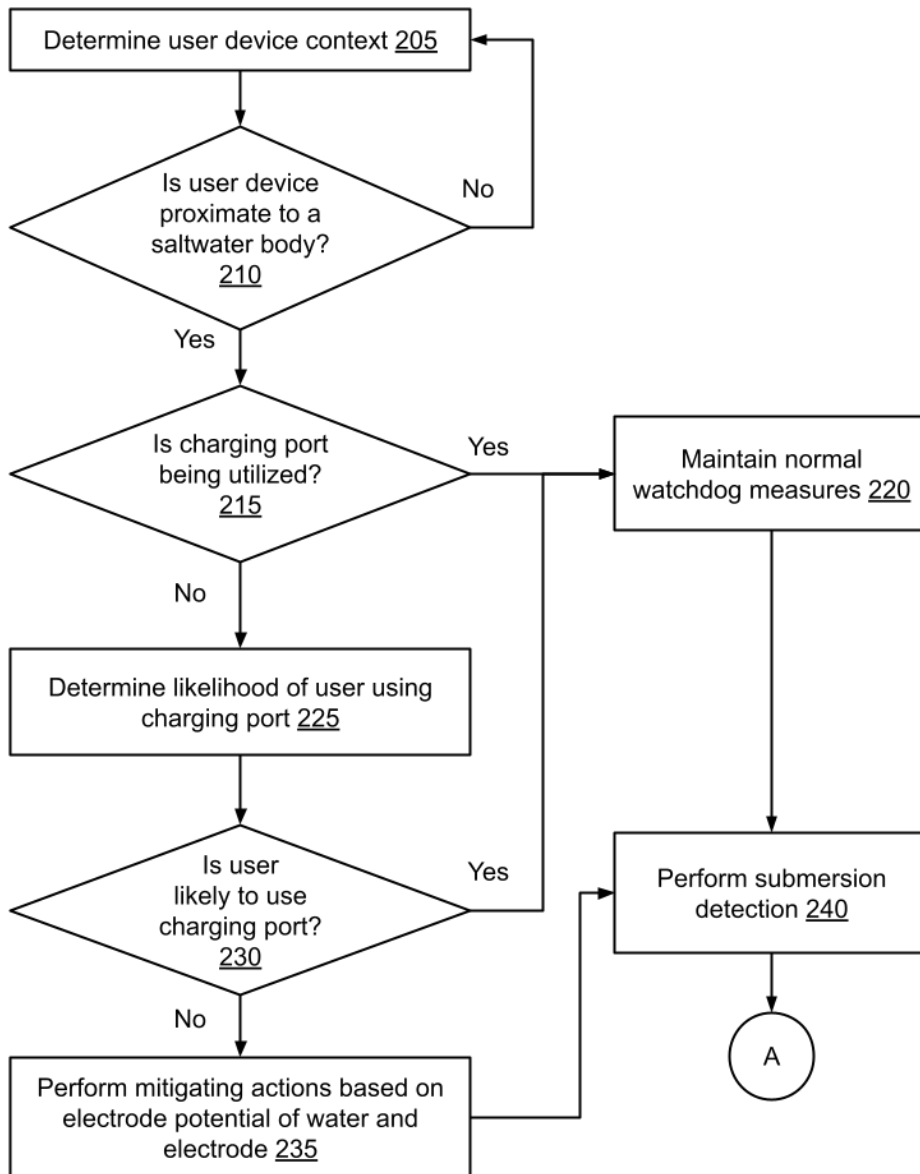 Determine user device context 205
Is user device
proximate to a
saltwater body?
210
No
Yes
Is charging port
being utilized?
215
Yes
Maintain normal
watchdog measures 220
No
Determine likelihood of user using
charging port 225
Is user
likely to use
charging port?
230
Yes
Perform submersion
detection 240
No
A
Perform mitigating actions based on
electrode potential of water and
electrode 235